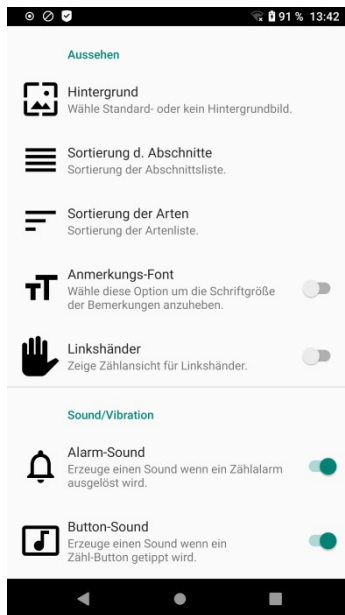 91 % 13:42
Aussehen
Hintergrund
Wähle Standard- oder kein Hintergrundbild.
Sortierung d. Abschnitte
Sortierung der Abschnittsliste.
Sortierung der Arten
Sortierung der Artenliste.
Anmerkungs-Font
Wähle diese Option um die Schriftgröße
der Bemerkungen anzuheben.
Linkshänder
Zeige Zählansicht für Linkshänder.
Sound/Vibration
Alarm-Sound
Erzeuge einen Sound wenn ein Zählalarm
ausgelöst wird.
Button-Sound
Erzeuge einen Sound wenn ein
Zähl-Button getippt wird.